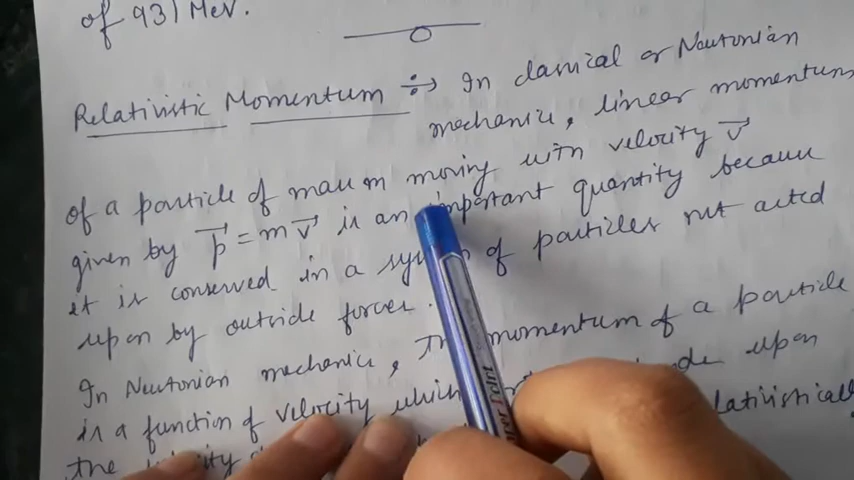 of 931 MeV.
Relativistic Momentum ÷→ In classical or Newtonian
mechanics, linear momentum
of a particle of mass m moving with velocity v⃗
given by p⃗ = m v⃗ is an important quantity because
it is conserved in a of particles not acted
upon by outside forces.
In Newtonian mechanics, momentum of a particle
is a function of velocity which upon
the relativistically